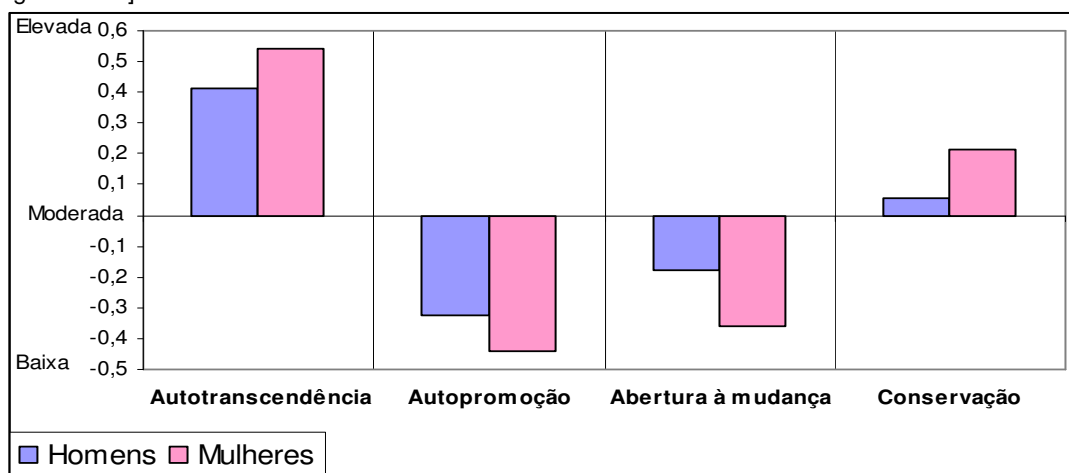 Elevada 0,6
0,5
0,4
0,3
0,2
0,1
Moderada
-0,1
-0,2
-0,3
-0,4
Baixa -0,5
Autotranscendência Autopromoção Abertura à mudança Conservação
Homens Mulheres